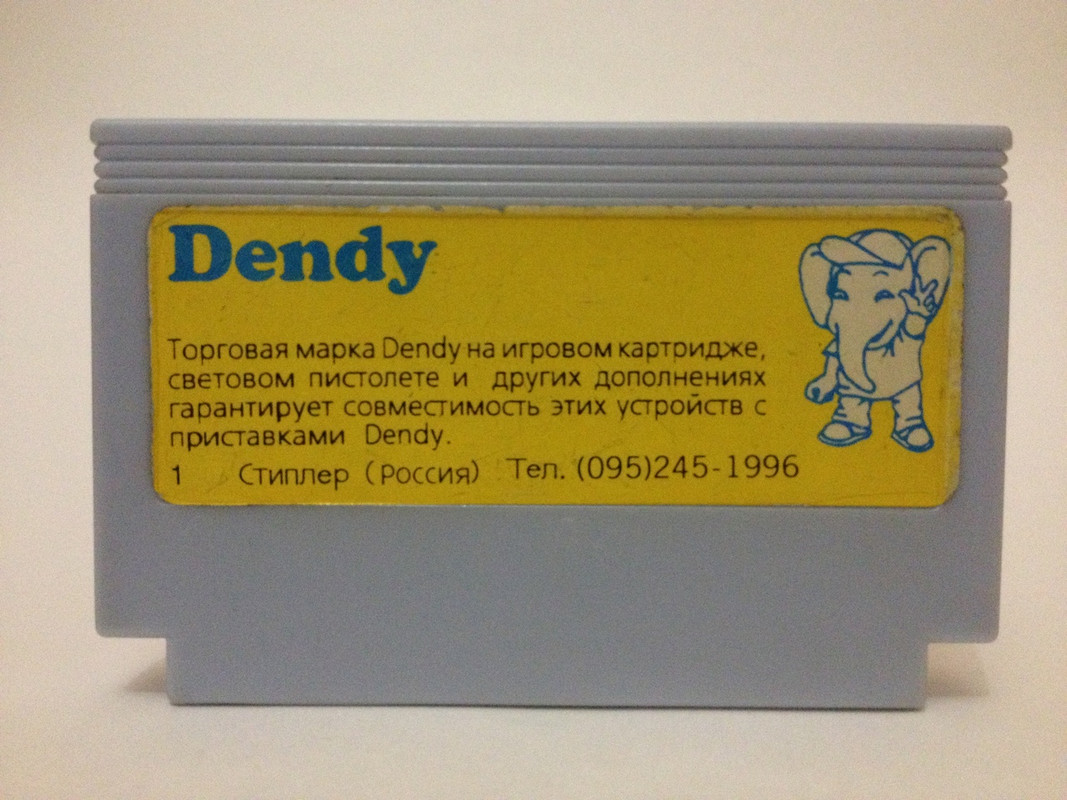 Dendy
Торговая марка Dendy на игровом картридже,
световом пистолете и других дополнениях
гарантирует совместимость этих устройств с
приставками Dendy.
1 Стиплер (Россия) Тел. (095)245-1996